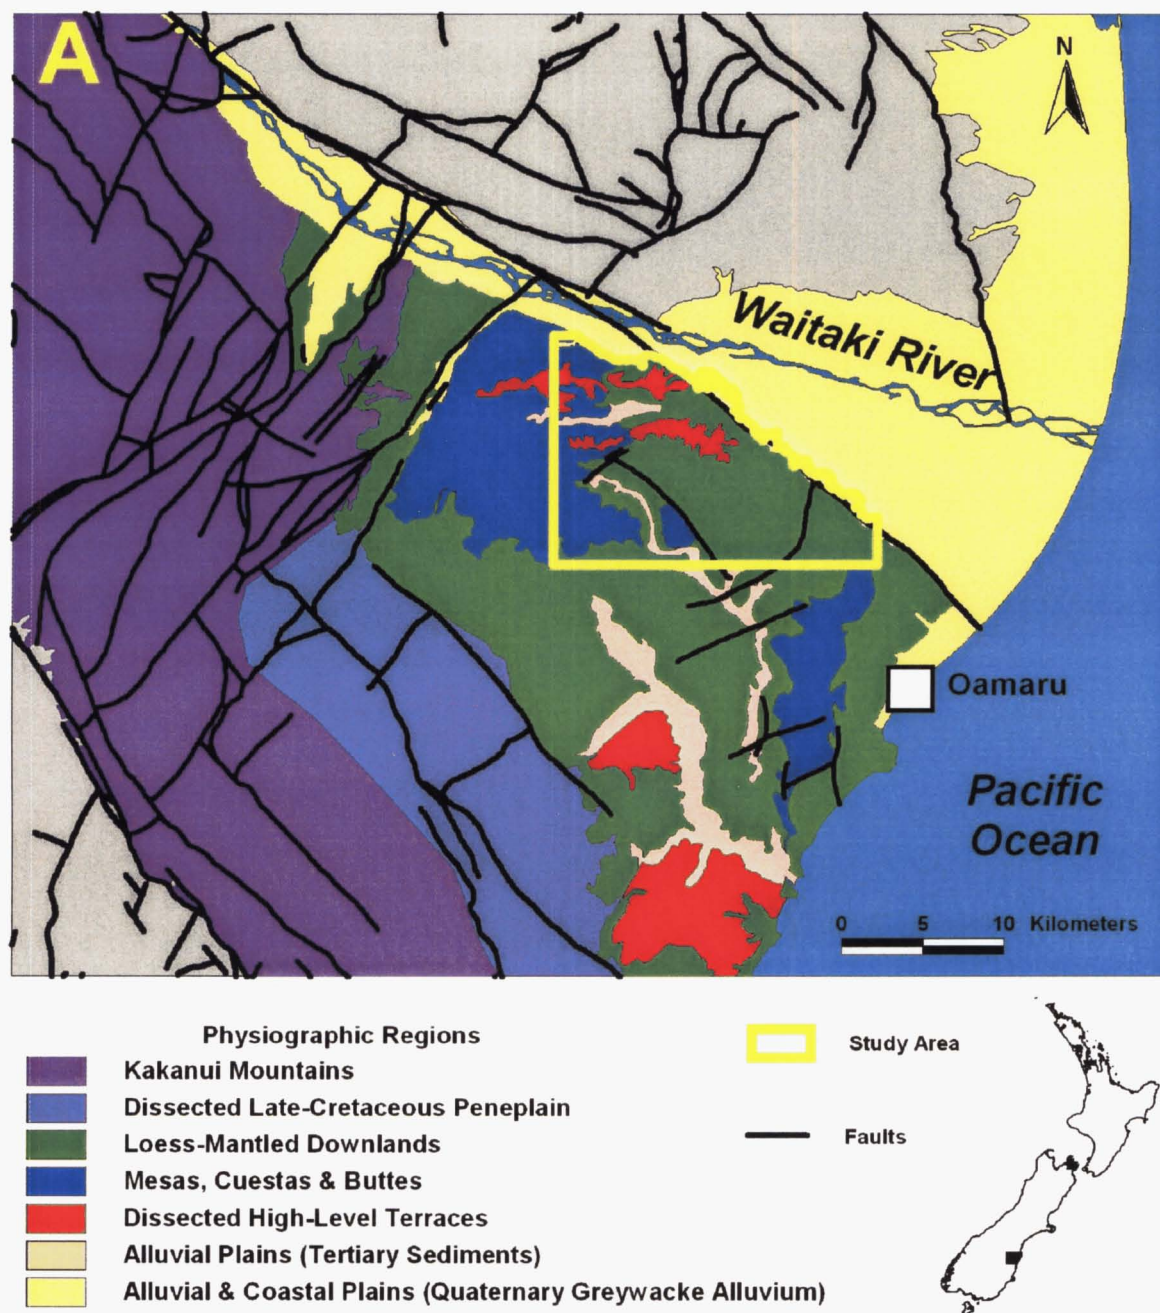 A
N
Waitaki River
Oamaru
Pacific
Ocean
0 5 10 Kilometers
Physiographic Regions
Kakanui Mountains
Dissected Late-Cretaceous Peneplain
Loess-Mantled Downlands
Mesas, Cuestas & Buttes
Dissected High-Level Terraces
Alluvial Plains (Tertiary Sediments)
Alluvial & Coastal Plains (Quaternary Greywacke Alluvium)
Study Area
Faults